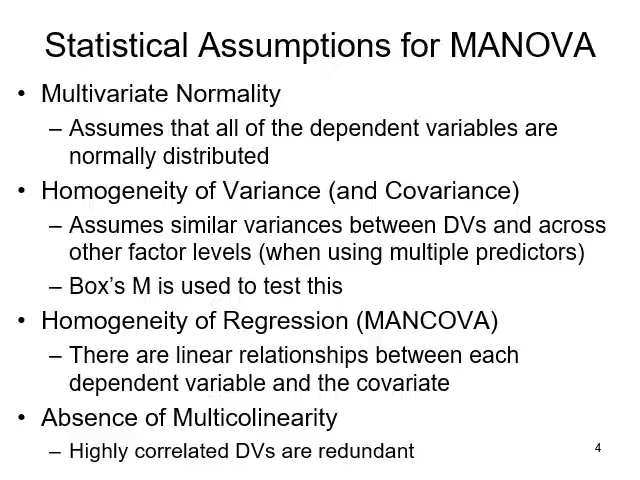 Statistical Assumptions for MANOVA
• Multivariate Normality
– Assumes that all of the dependent variables are
normally distributed
• Homogeneity of Variance (and Covariance)
– Assumes similar variances between DVs and across
other factor levels (when using multiple predictors)
– Box’s M is used to test this
• Homogeneity of Regression (MANCOVA)
– There are linear relationships between each
dependent variable and the covariate
• Absence of Multicolinearity
– Highly correlated DVs are redundant
4